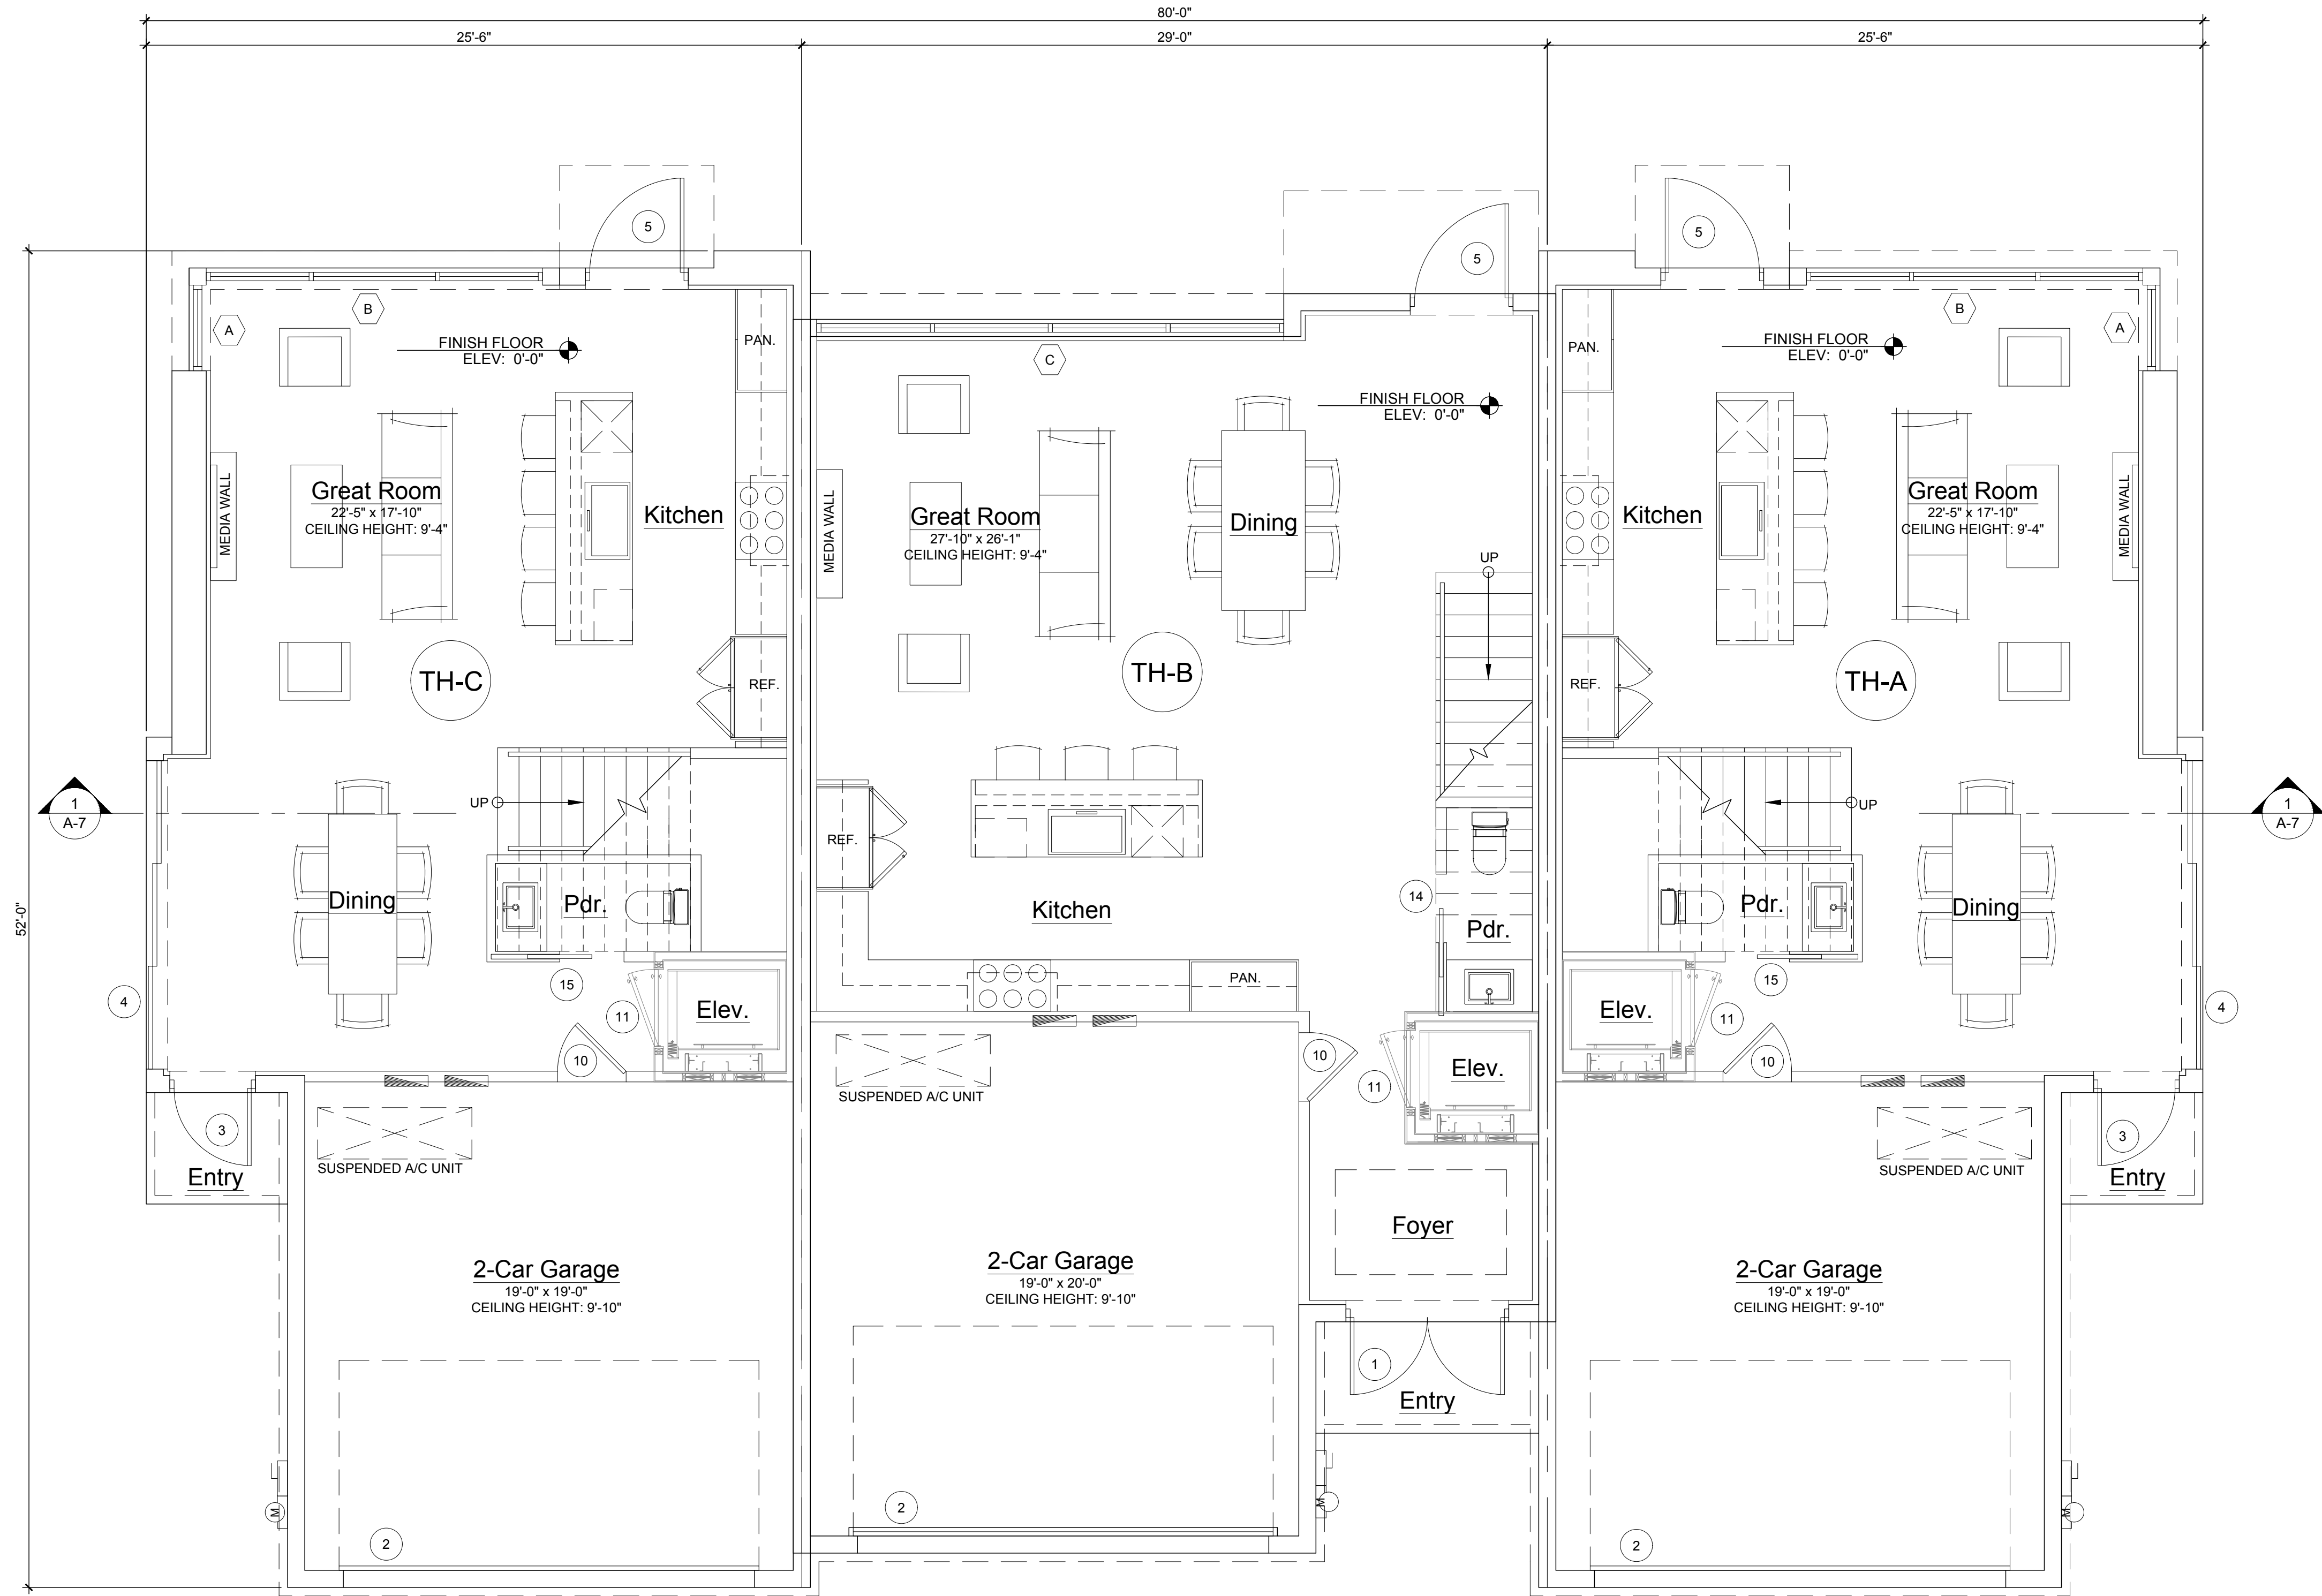 80'-0"
25'-6"
29'-0"
25'-6"
52'-0"
5
5
5
A
B
FINISH FLOOR
ELEV: 0'-0"
PAN.
MEDIA WALL
Great Room
22'-5" x 17'-10"
CEILING HEIGHT: 9'-4"
Kitchen
TH-C
REF.
UP
1
A-7
Dining
Pdr.
15
4
11
Elev.
10
3
Entry
SUSPENDED A/C UNIT
2-Car Garage
19'-0" x 19'-0"
CEILING HEIGHT: 9'-10"
M
2
C
FINISH FLOOR
ELEV: 0'-0"
MEDIA WALL
Great Room
27'-10" x 26'-1"
CEILING HEIGHT: 9'-4"
Dining
UP
TH-B
REF.
Kitchen
14
Pdr.
PAN.
10
11
Elev.
SUSPENDED A/C UNIT
Foyer
2-Car Garage
19'-0" x 20'-0"
CEILING HEIGHT: 9'-10"
1
Entry
2
M
PAN.
FINISH FLOOR
ELEV: 0'-0"
B
A
Kitchen
Great Room
22'-5" x 17'-10"
CEILING HEIGHT: 9'-4"
MEDIA WALL
REF.
TH-A
UP
1
A-7
Pdr.
Dining
15
Elev.
11
4
10
SUSPENDED A/C UNIT
3
Entry
2-Car Garage
19'-0" x 19'-0"
CEILING HEIGHT: 9'-10"
2
M